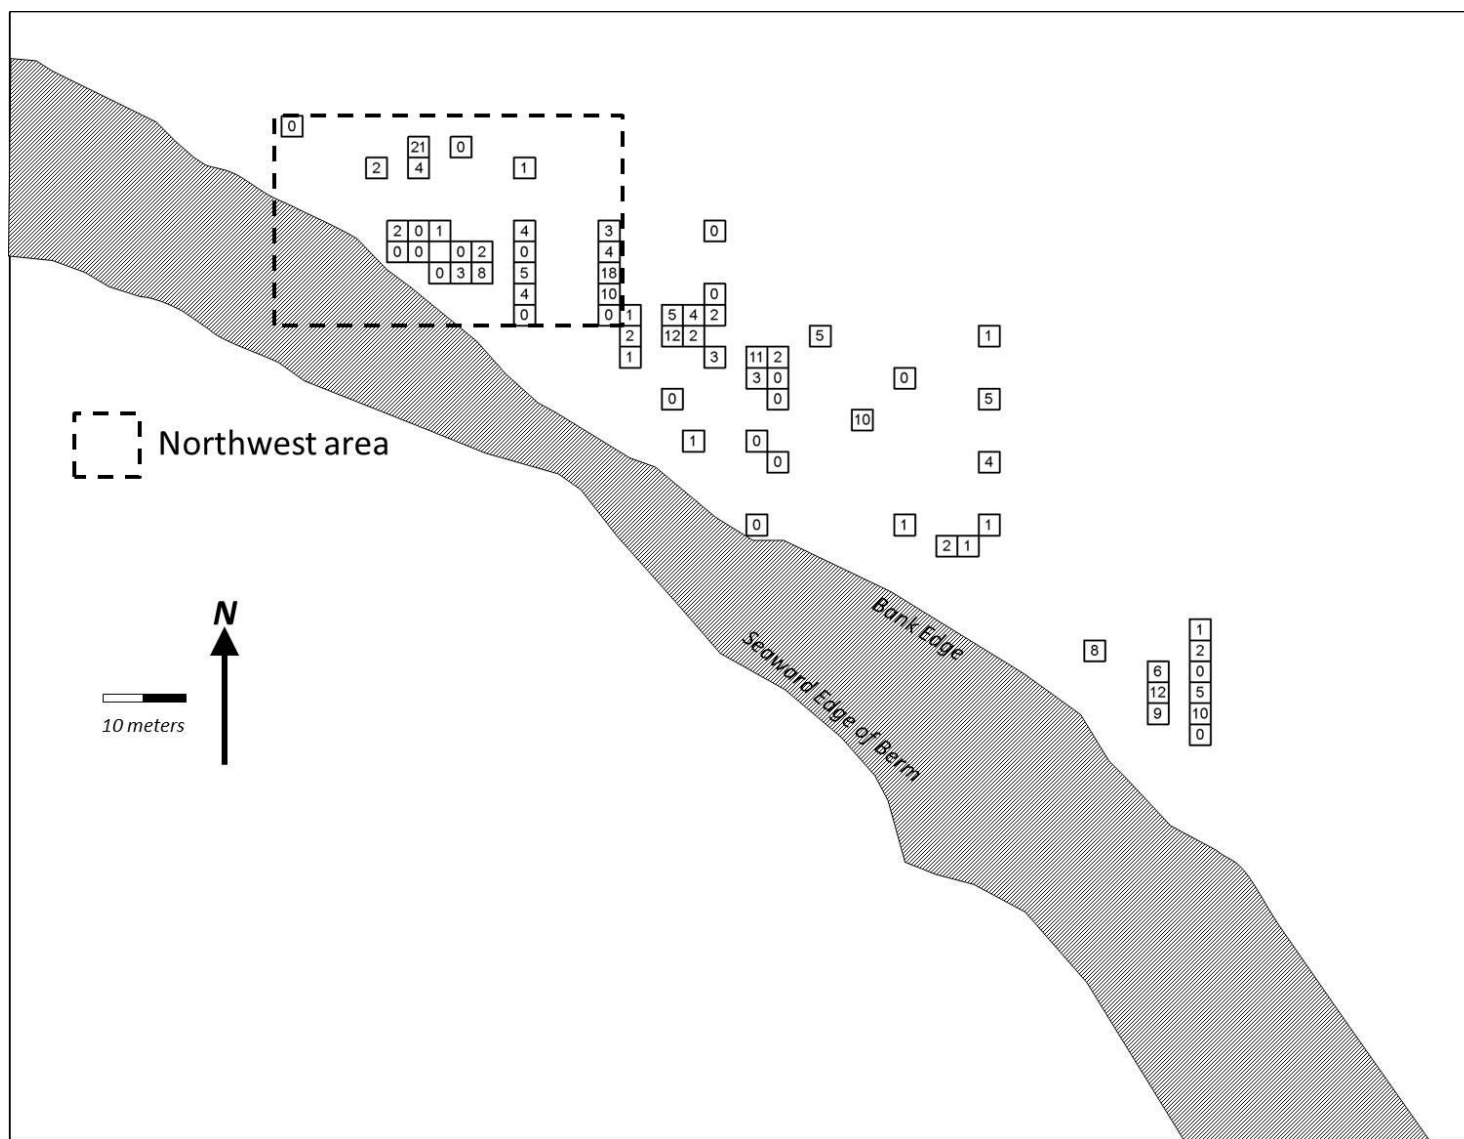 0
21 0
2 4 1
2 0 1 4 3 0
0 0 0 2 0 4
0 3 8 5 18
4 10 0
0 0 1 5 4 2
2 12 2 5 1
1 3 11 2
3 0 0
0 0 5
10
1 0
0 4
0 1 1
2 1
Northwest area
N
10 meters
Bank Edge
Seaward Edge of Berm
1
8 2
6 0
12 5
9 10
0